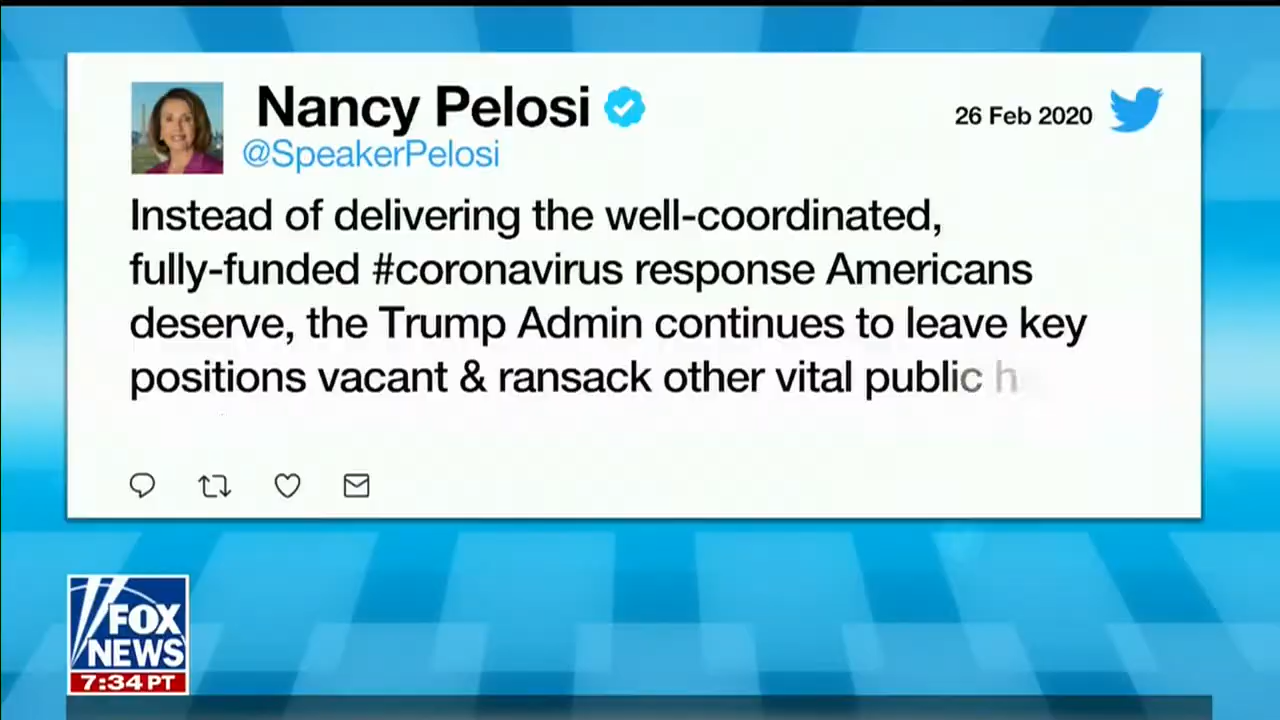 Nancy Pelosi
26 Feb 2020
@SpeakerPelosi
Instead of delivering the well-coordinated,
fully-funded #coronavirus response Americans
deserve, the Trump Admin continues to leave key
positions vacant & ransack other vital public h
FOX
NEWS
7:34 PT